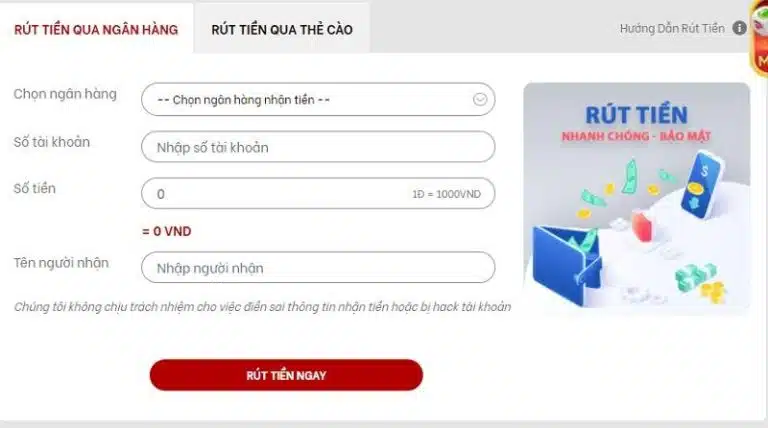 RÚT TIỀN QUA NGÂN HÀNG
RÚT TIỀN QUA THẺ CÀO
Hướng Dẫn Rút Tiền
Chọn ngân hàng
-- Chọn ngân hàng nhận tiền --
Số tài khoản
Nhập số tài khoản
Số tiền
0
1Đ = 1000VND
= 0 VND
Tên người nhận
Nhập người nhận
Chúng tôi không chịu trách nhiệm cho việc điền sai thông tin nhận tiền hoặc bị hack tài khoản
RÚT TIỀN NGAY
RÚT TIỀN
NHANH CHÓNG - BẢO MẬT
$